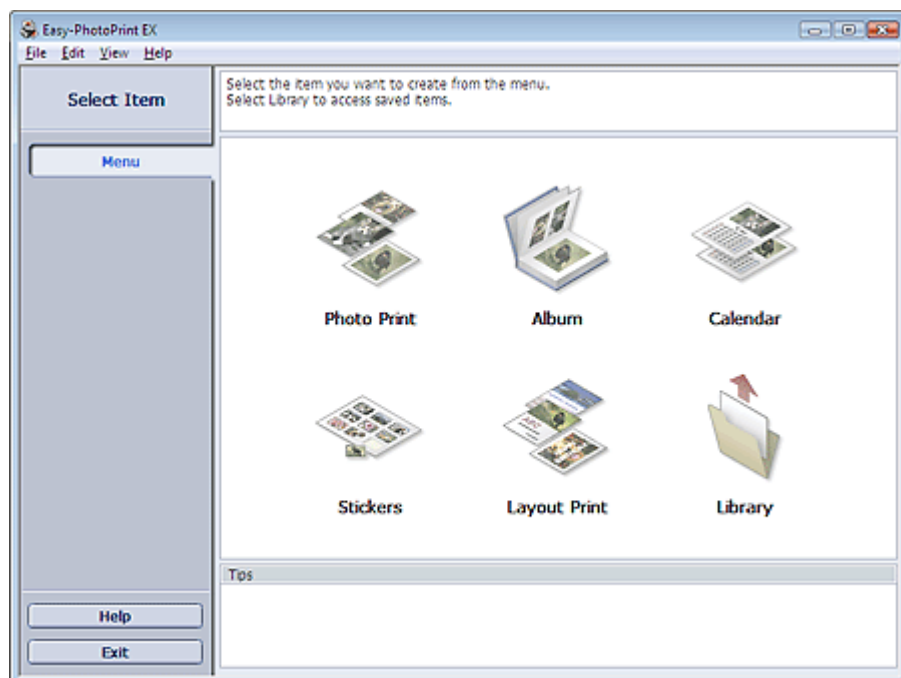 Easy-PhotoPrint EX
File Edit View Help
Select Item
Select the item you want to create from the menu.
Select Library to access saved items.
Menu
Photo Print
Album
Calendar
Stickers
Layout Print
Library
Tips
Help
Exit